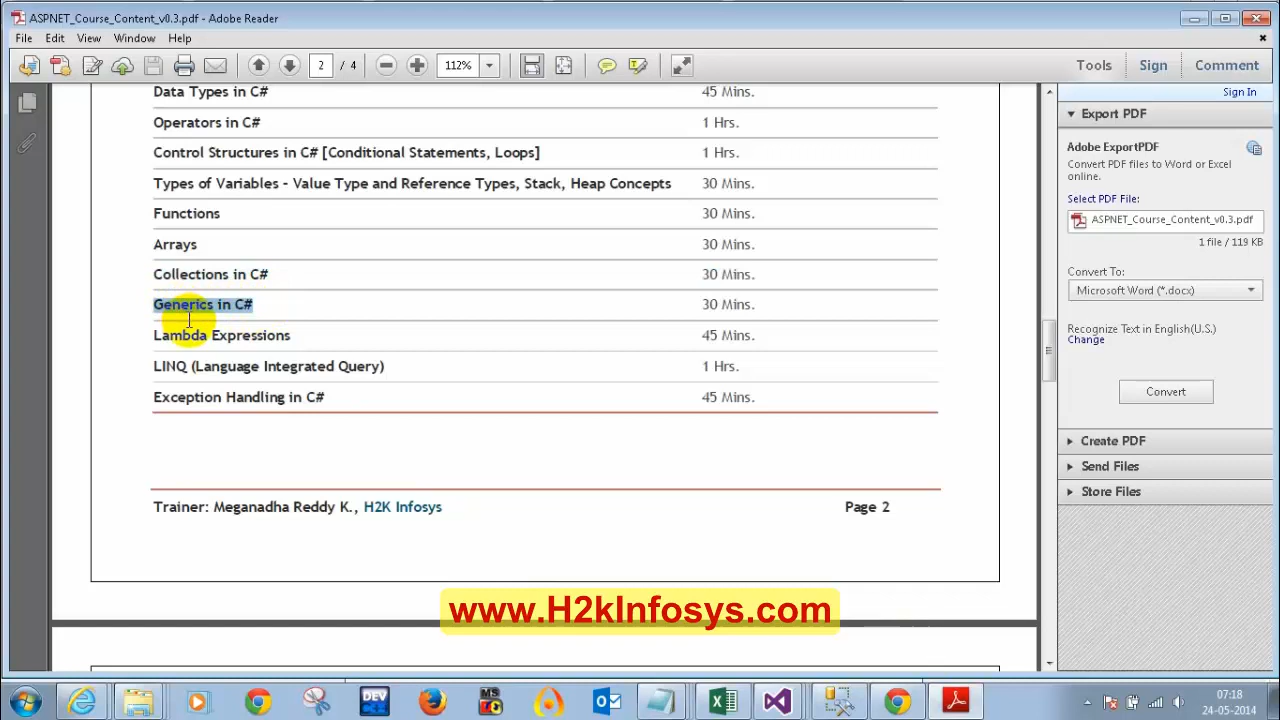 ASPNET_Course_Content_v0.3.pdf - Adobe Reader
File Edit View Window Help
2 / 4 112% Tools Sign Comment
Sign In
Data Types in C# 45 Mins.
Operators in C# 1 Hrs.
Control Structures in C# [Conditional Statements, Loops] 1 Hrs.
Types of Variables - Value Type and Reference Types, Stack, Heap Concepts 30 Mins.
Functions 30 Mins.
Arrays 30 Mins.
Collections in C# 30 Mins.
Generics in C# 30 Mins.
Lambda Expressions 45 Mins.
LINQ (Language Integrated Query) 1 Hrs.
Exception Handling in C# 45 Mins.
Trainer: Meganadha Reddy K., H2K Infosys Page 2
Export PDF
Adobe ExportPDF
Convert PDF files to Word or Excel
online.
Select PDF File:
ASPNET_Course_Content_v0.3.pdf
1 file / 119 KB
Convert To:
Microsoft Word (*.docx)
Recognize Text in English(U.S.)
Change
Convert
Create PDF
Send Files
Store Files
www.H2kInfosys.com
DEV
MS
07:18
24-05-2014